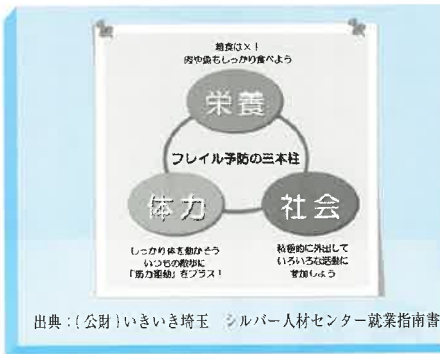 粗食は×！
肉や魚もしっかり食べよう
栄養
フレイル予防の三本柱
体力
社会
しっかり体を動かそう
いつもの散歩に
「筋力運動」をプラス！
積極的に外出して
いろいろな活動に
参加しよう
出典：(公財)いきいき埼玉　シルバー人材センター就業指南書